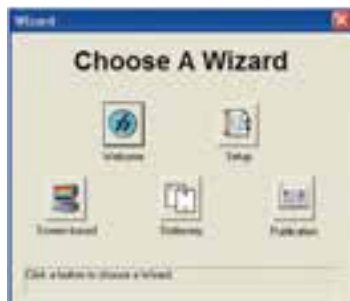 Wizard
Choose A Wizard
Welcome
Setup
Screen-based
Stationery
Publication
Click a button to choose a Wizard.